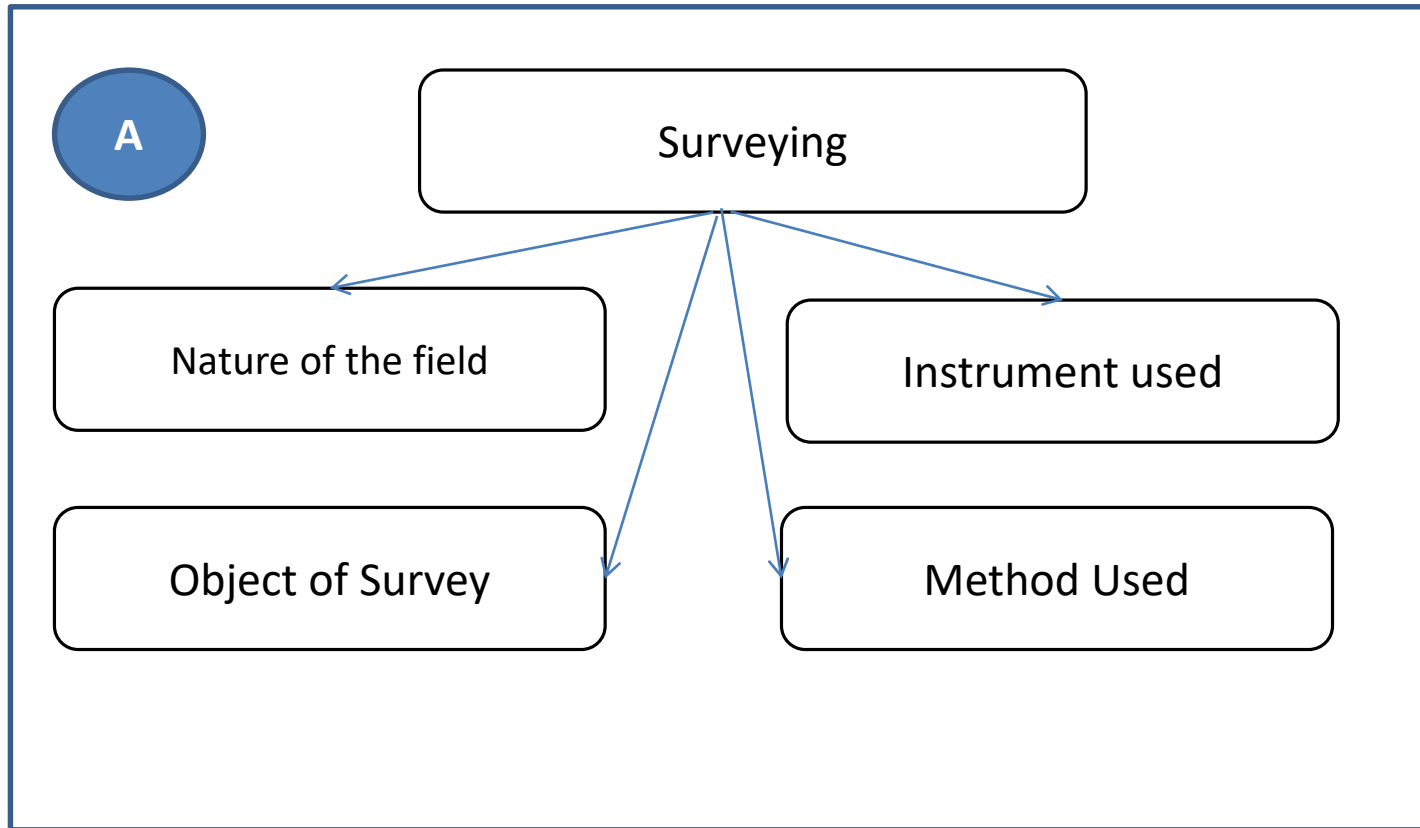 A
Surveying
Nature of the field
Instrument used
Object of Survey
Method Used